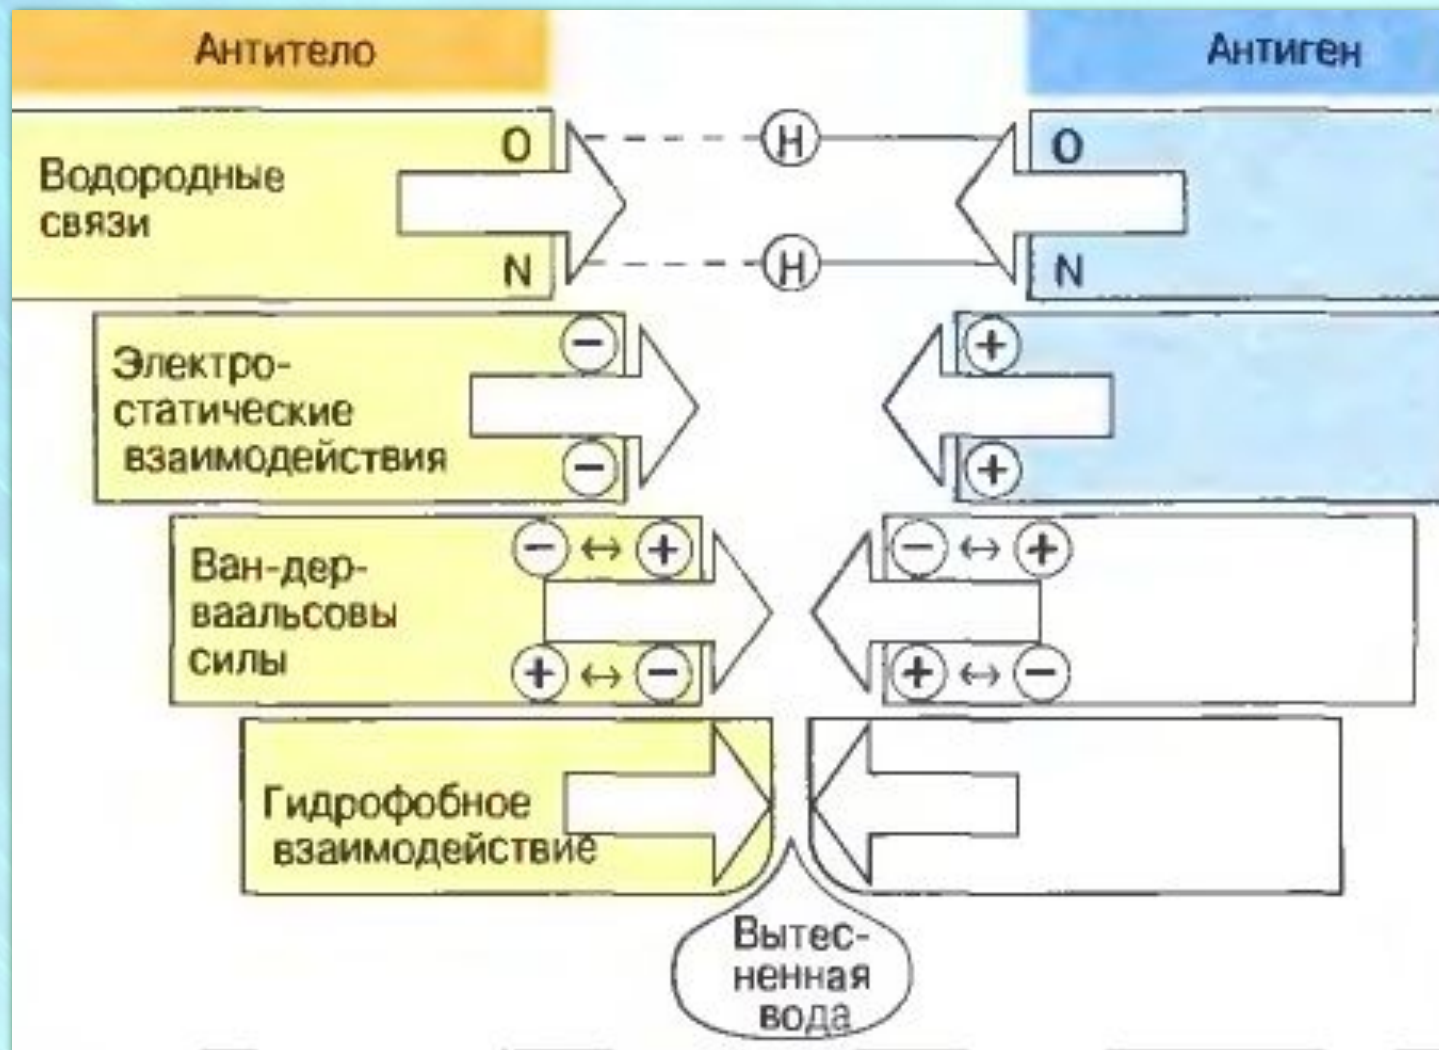 Антитело
Антиген
Водородные
связи
O
H
O
N
H
N
Электро-
статические
взаимодействия
−
+
−
+
Ван-дер-
ваальсовы
силы
− ↔ +
− ↔ +
+ ↔ −
+ ↔ −
Гидрофобное
взаимодействие
Вытес-
ненная
вода